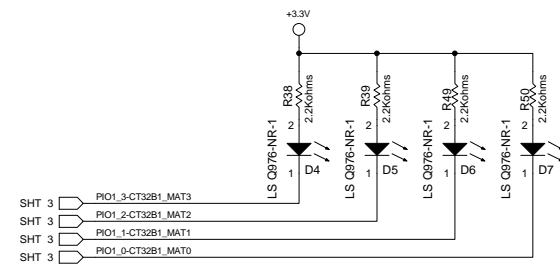 +3.3V
R38
2.2Kohms
R39
2.2Kohms
R49
2.2Kohms
R50
2.2Kohms
LS Q976-NR-1
2
1
D4
LS Q976-NR-1
2
1
D5
LS Q976-NR-1
2
1
D6
LS Q976-NR-1
2
1
D7
SHT 3 PIO1_3-CT32B1_MAT3
SHT 3 PIO1_2-CT32B1_MAT2
SHT 3 PIO1_1-CT32B1_MAT1
SHT 3 PIO1_0-CT32B1_MAT0